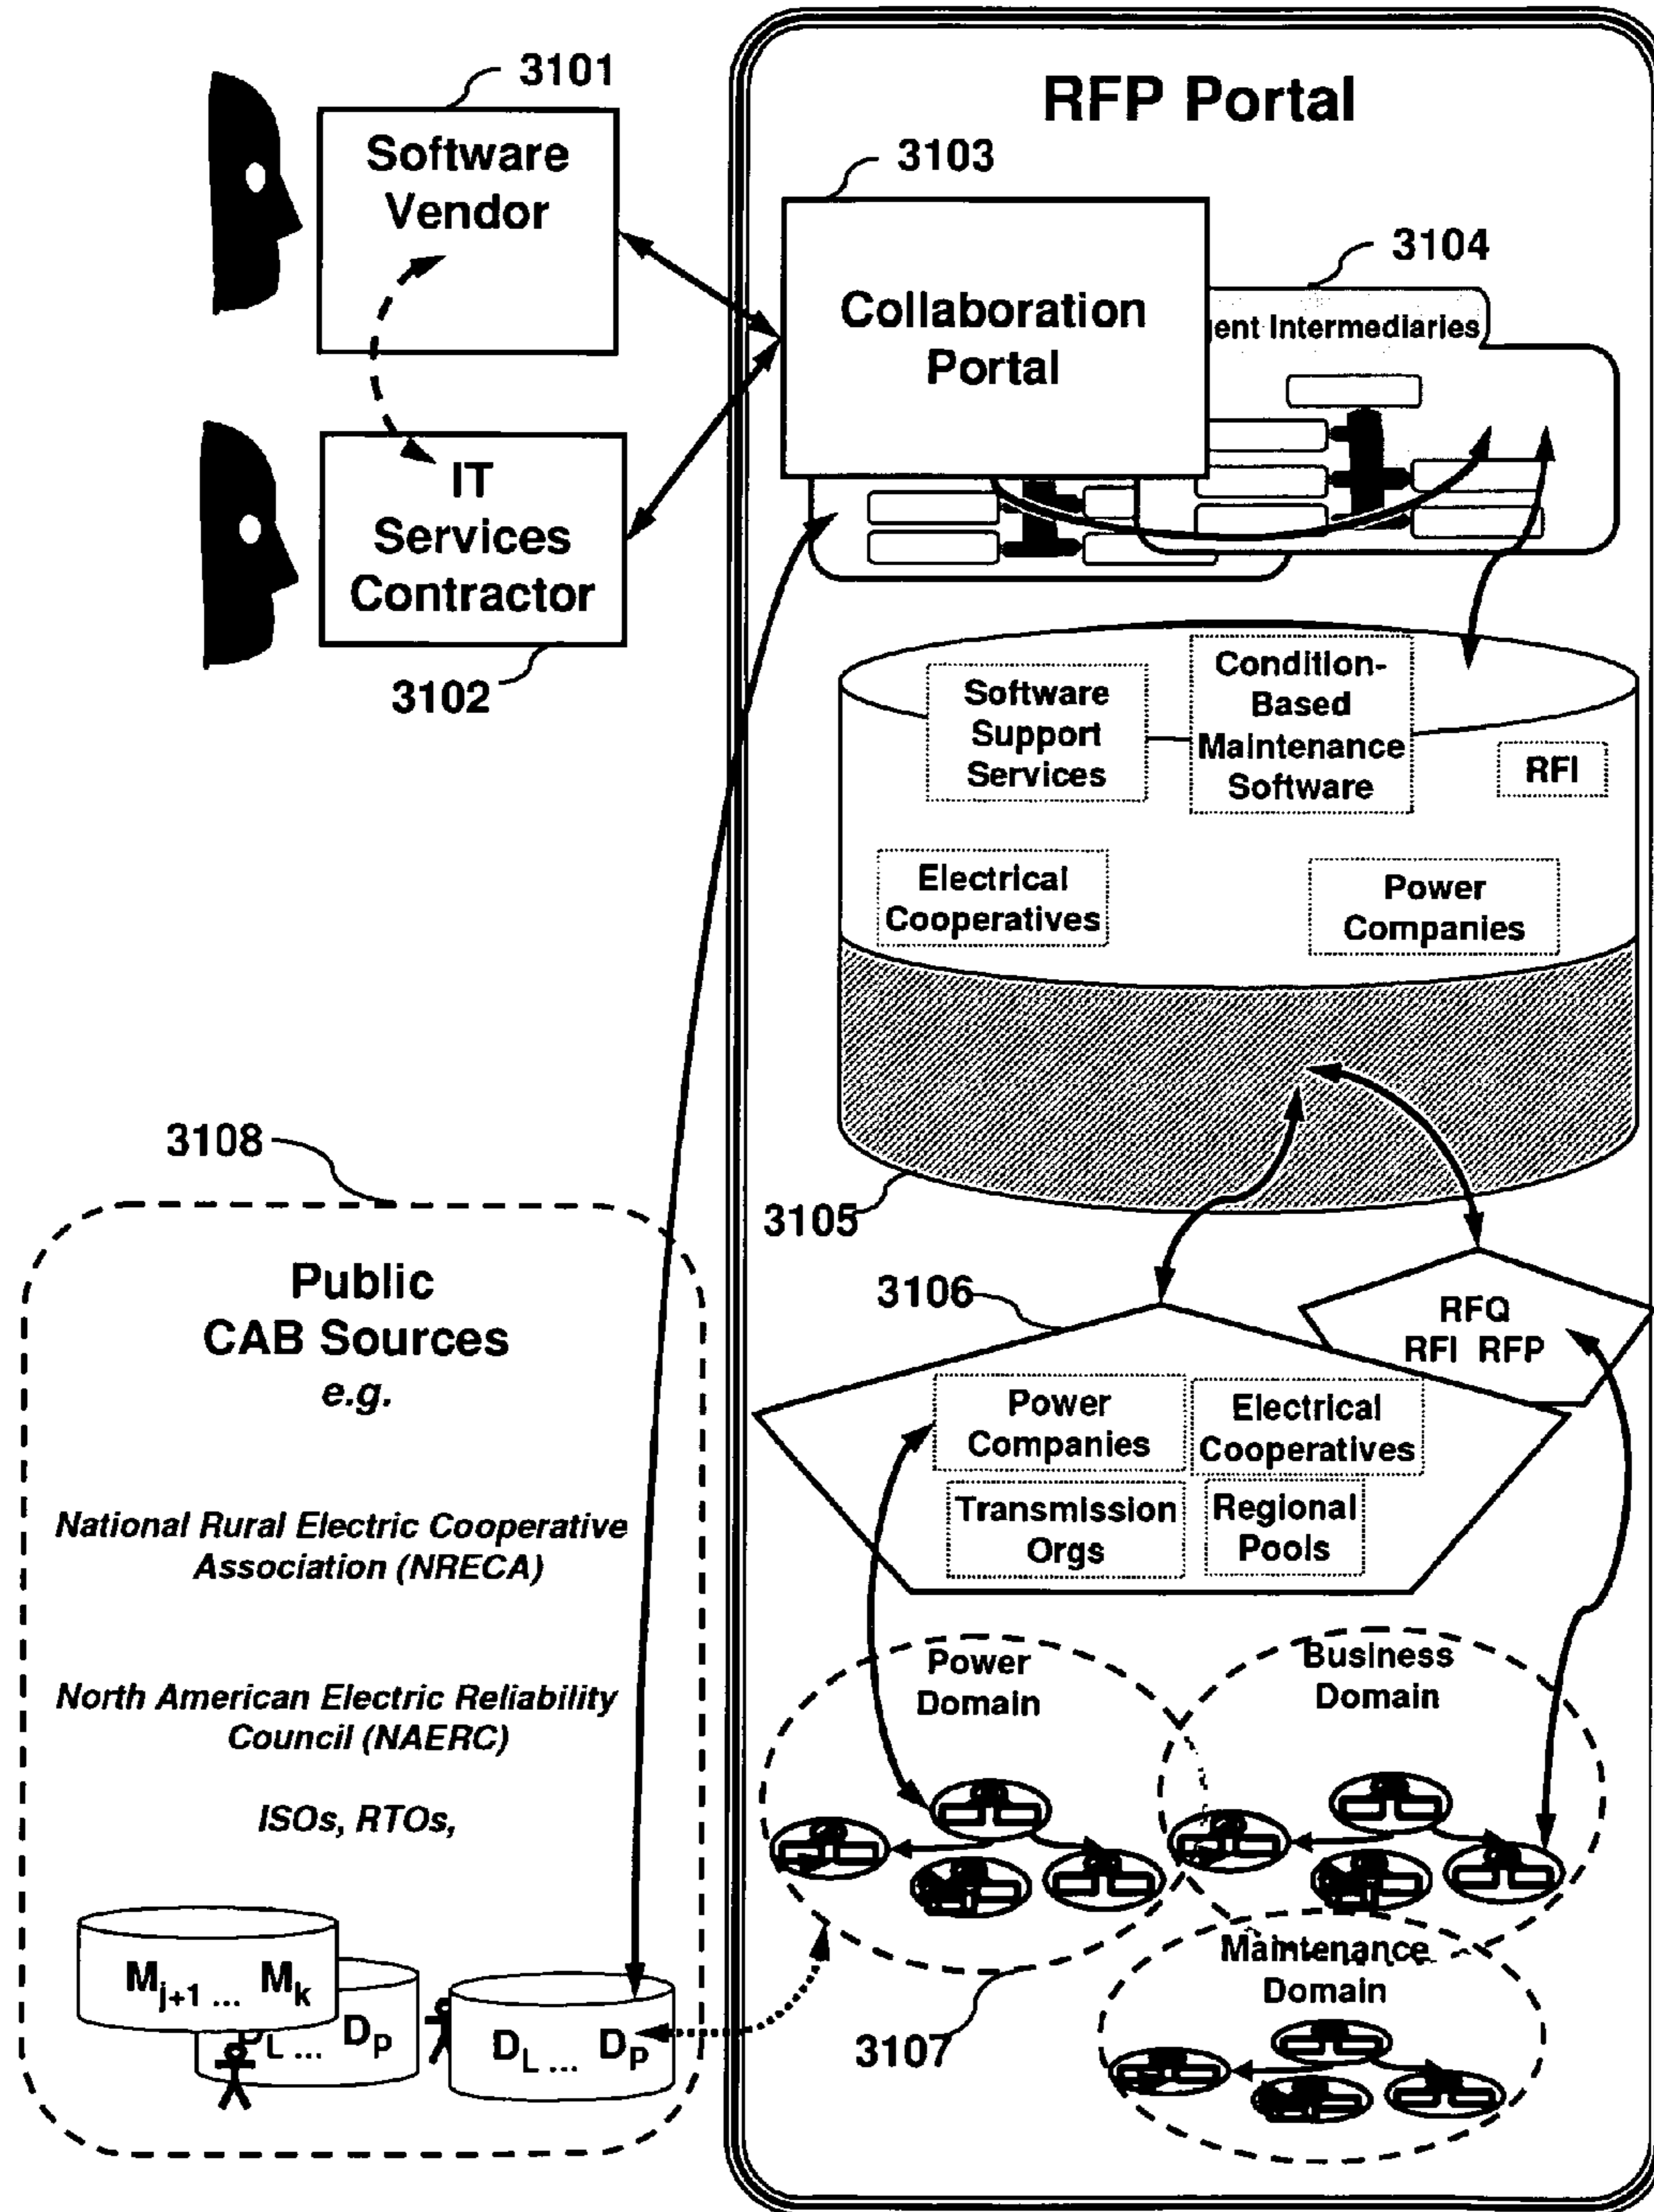 3101
Software
Vendor
IT
Services
Contractor
3102
RFP Portal
3103
Collaboration
Portal
3104
Intermediaries
Software
Support
Services
Condition-
Based
Maintenance
Software
RFI
Electrical
Cooperatives
Power
Companies
3105
3106
RFQ
RFI RFP
Power
Companies
Electrical
Cooperatives
Transmission
Orgs
Regional
Pools
Power
Domain
Business
Domain
Maintenance
Domain
3107
3108
Public
CAB Sources
e.g.
National Rural Electric Cooperative
Association (NRECA)
North American Electric Reliability
Council (NAERC)
ISOs, RTOs,
Mj+1 ... Mk
DL ... DP
DL ... DP